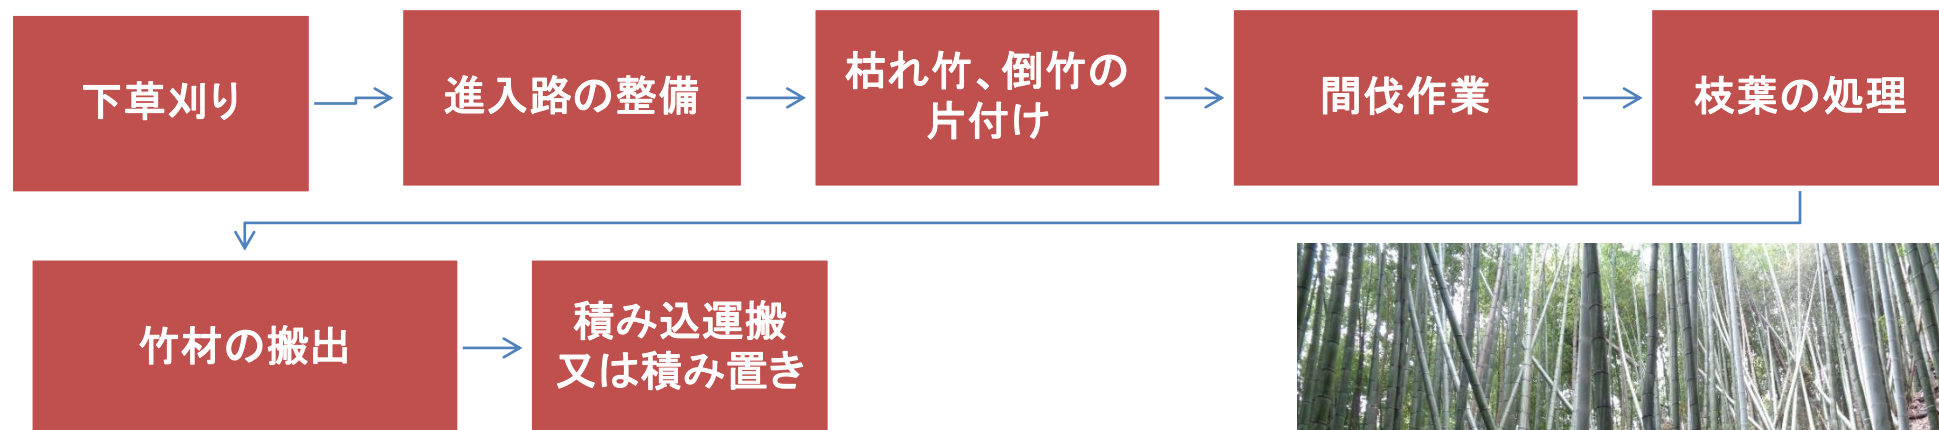 下草刈り
進入路の整備
枯れ竹、倒竹の
片付け
間伐作業
枝葉の処理
竹材の搬出
積み込運搬
又は積み置き